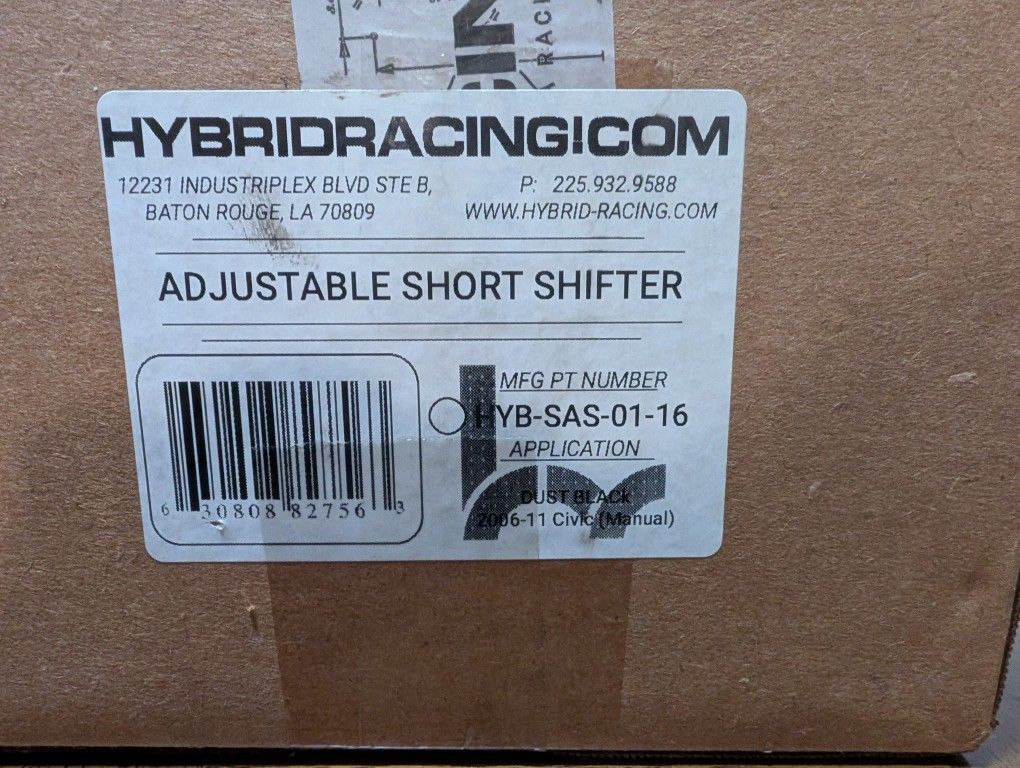 RACI
HYBRIDRACING!COM
12231 INDUSTRIPLEX BLVD STE B,
BATON ROUGE, LA 70809
P: 225.932.9588
WWW.HYBRID-RACING.COM
ADJUSTABLE SHORT SHIFTER
MFG PT NUMBER
HYB-SAS-01-16
APPLICATION
DUST BLACk
2006-11 Civic (Manual)
6 30808 82756 3
hr